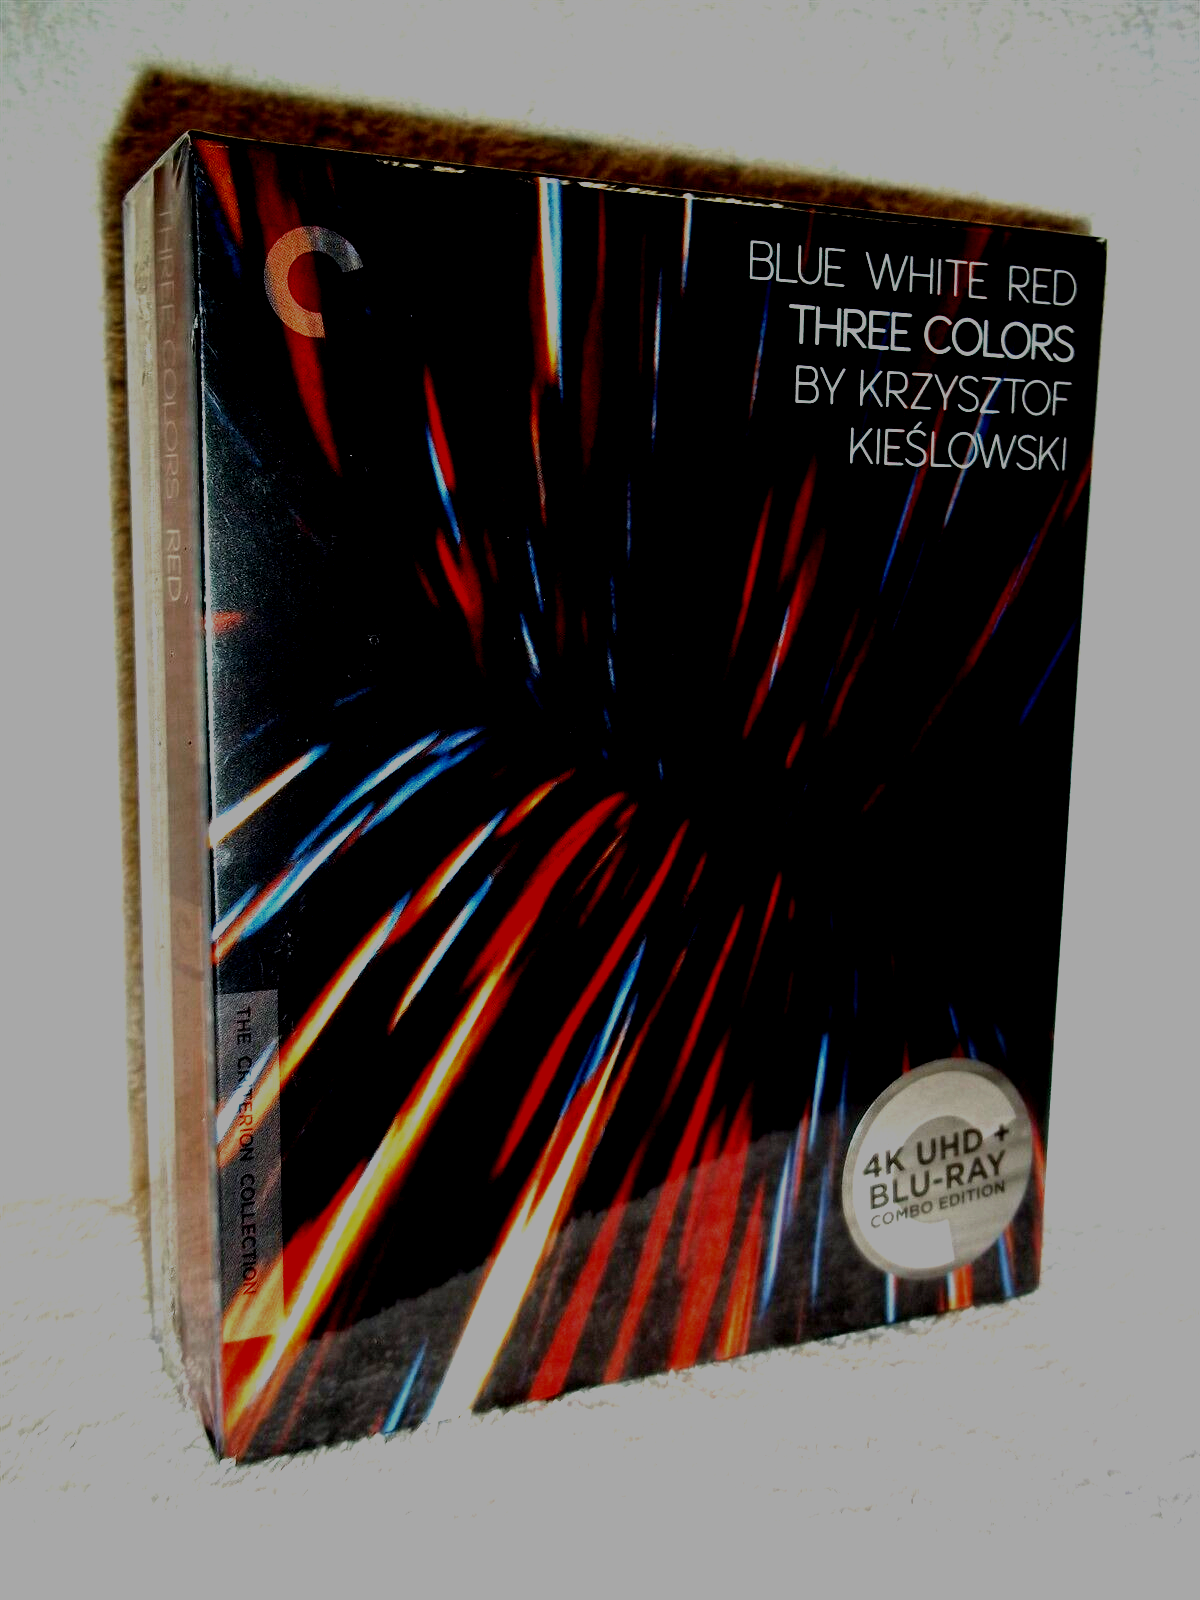 BLUE WHITE RED
THREE COLORS
BY KRZYSZTOF
KIEŚLOWSKI
THREE COLORS RED
THE CRITERION COLLECTION
4K UHD +
BLU-RAY
COMBO EDITION